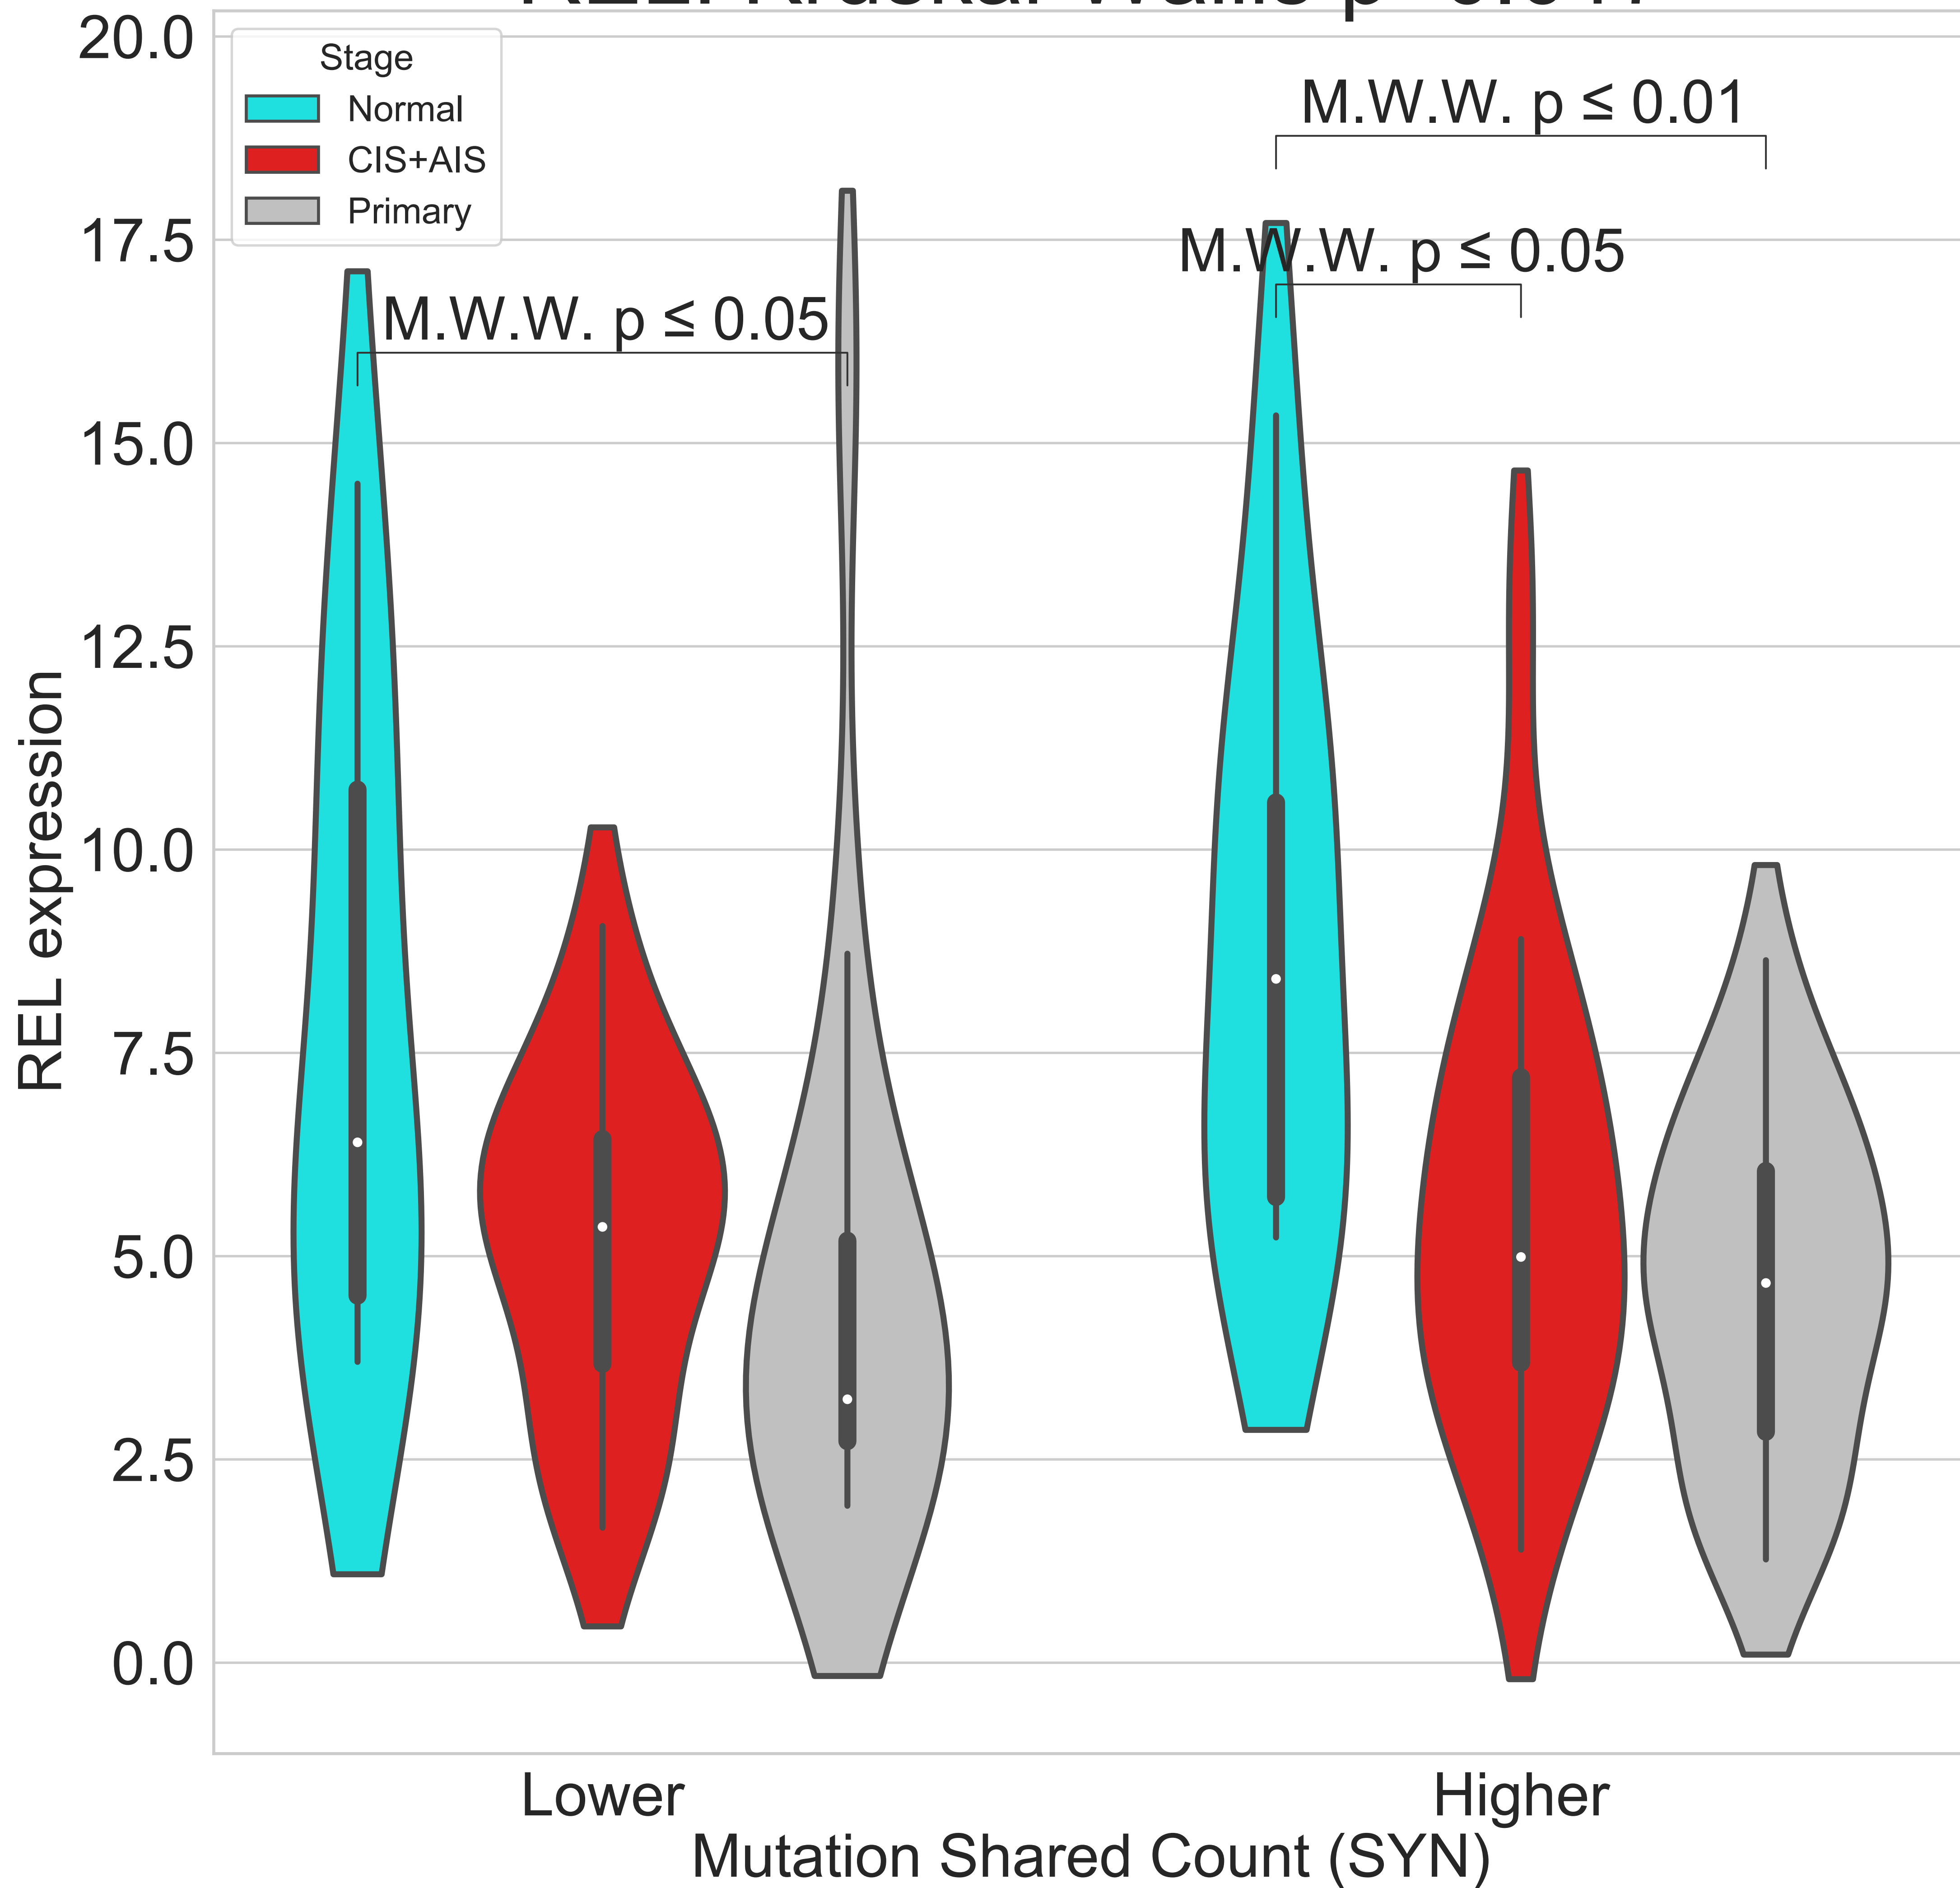 20.0
17.5
15.0
12.5
10.0
7.5
5.0
2.5
0.0
REL expression
Stage
Normal
CIS+AIS
Primary
M.W.W. p ≤ 0.01
M.W.W. p ≤ 0.05
M.W.W. p ≤ 0.05
Lower
Higher
Mutation Shared Count (SYN)